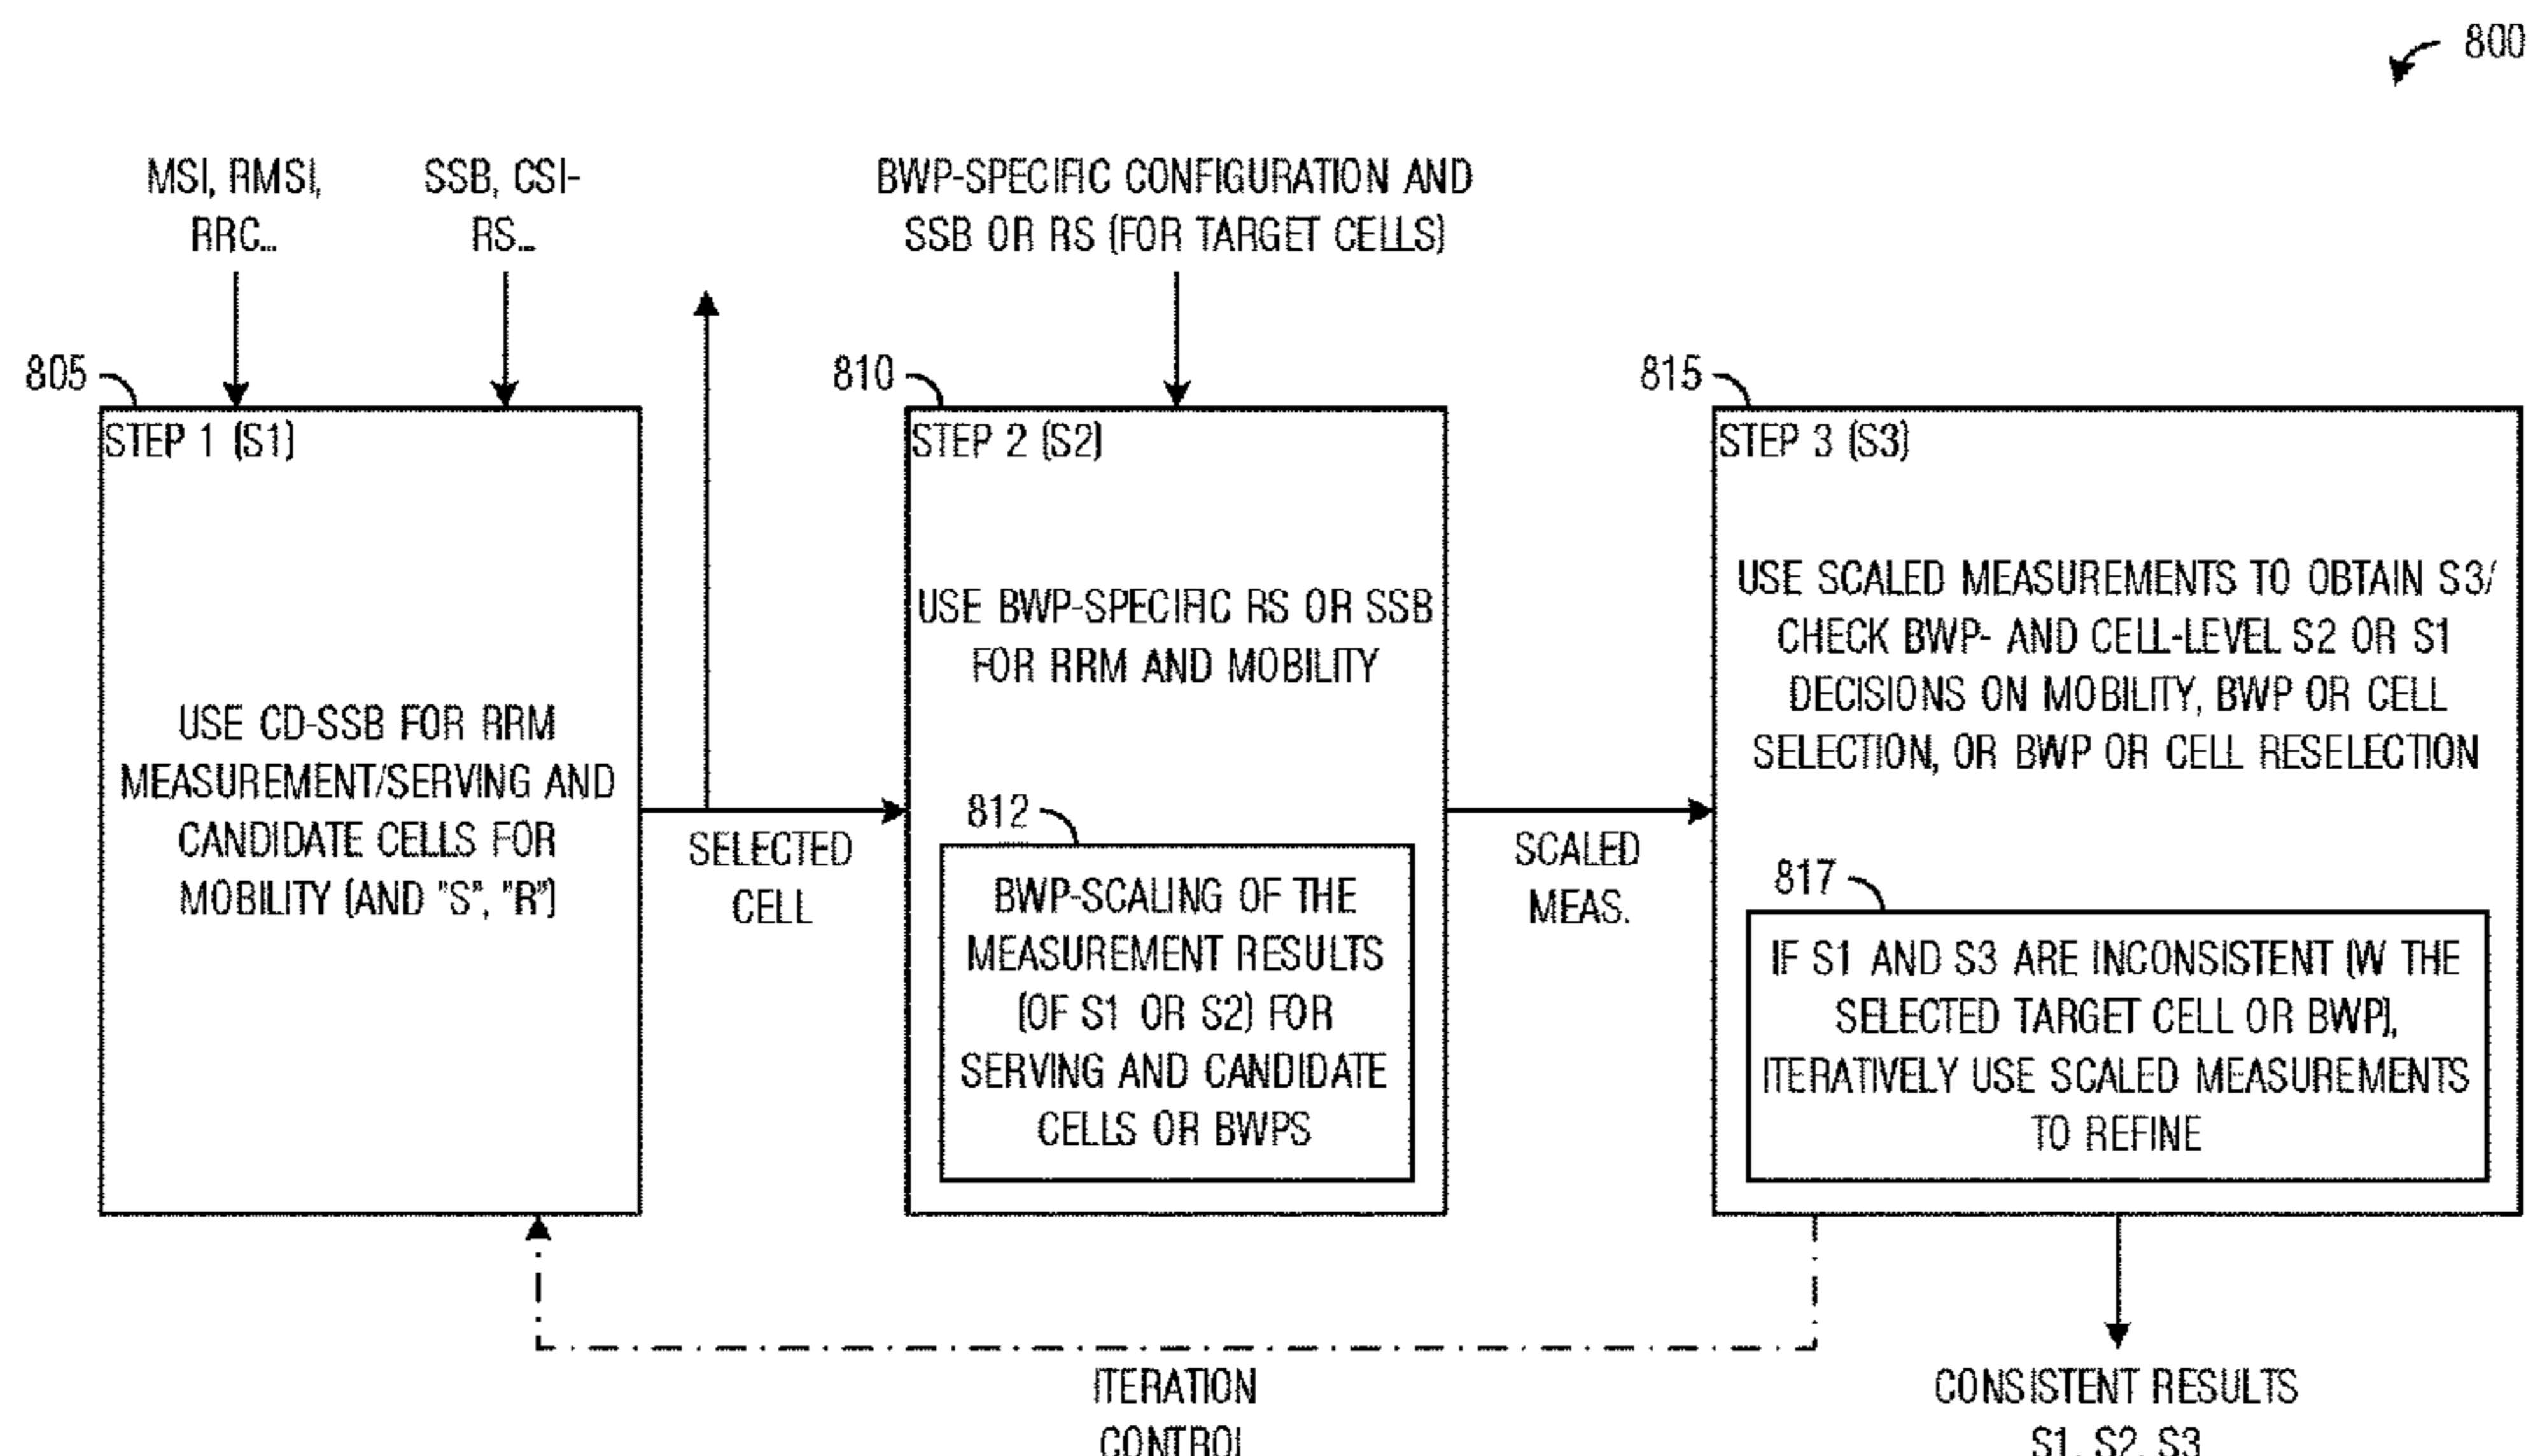 800
MSI, RMSI,
RRC...
SSB, CSI-
RS...
BWP-SPECIFIC CONFIGURATION AND
SSB OR RS (FOR TARGET CELLS)
805
STEP 1 (S1)
USE CD-SSB FOR RRM
MEASUREMENT/SERVING AND
CANDIDATE CELLS FOR
MOBILITY (AND "S", "R")
SELECTED
CELL
810
STEP 2 (S2)
USE BWP-SPECIFIC RS OR SSB
FOR RRM AND MOBILITY
812
BWP-SCALING OF THE
MEASUREMENT RESULTS
(OF S1 OR S2) FOR
SERVING AND CANDIDATE
CELLS OR BWPS
SCALED
MEAS.
815
STEP 3 (S3)
USE SCALED MEASUREMENTS TO OBTAIN S3/
CHECK BWP- AND CELL-LEVEL S2 OR S1
DECISIONS ON MOBILITY, BWP OR CELL
SELECTION, OR BWP OR CELL RESELECTION
817
IF S1 AND S3 ARE INCONSISTENT (W THE
SELECTED TARGET CELL OR BWP),
ITERATIVELY USE SCALED MEASUREMENTS
TO REFINE
ITERATION
CONTROL
CONSISTENT RESULTS
S1, S2, S3